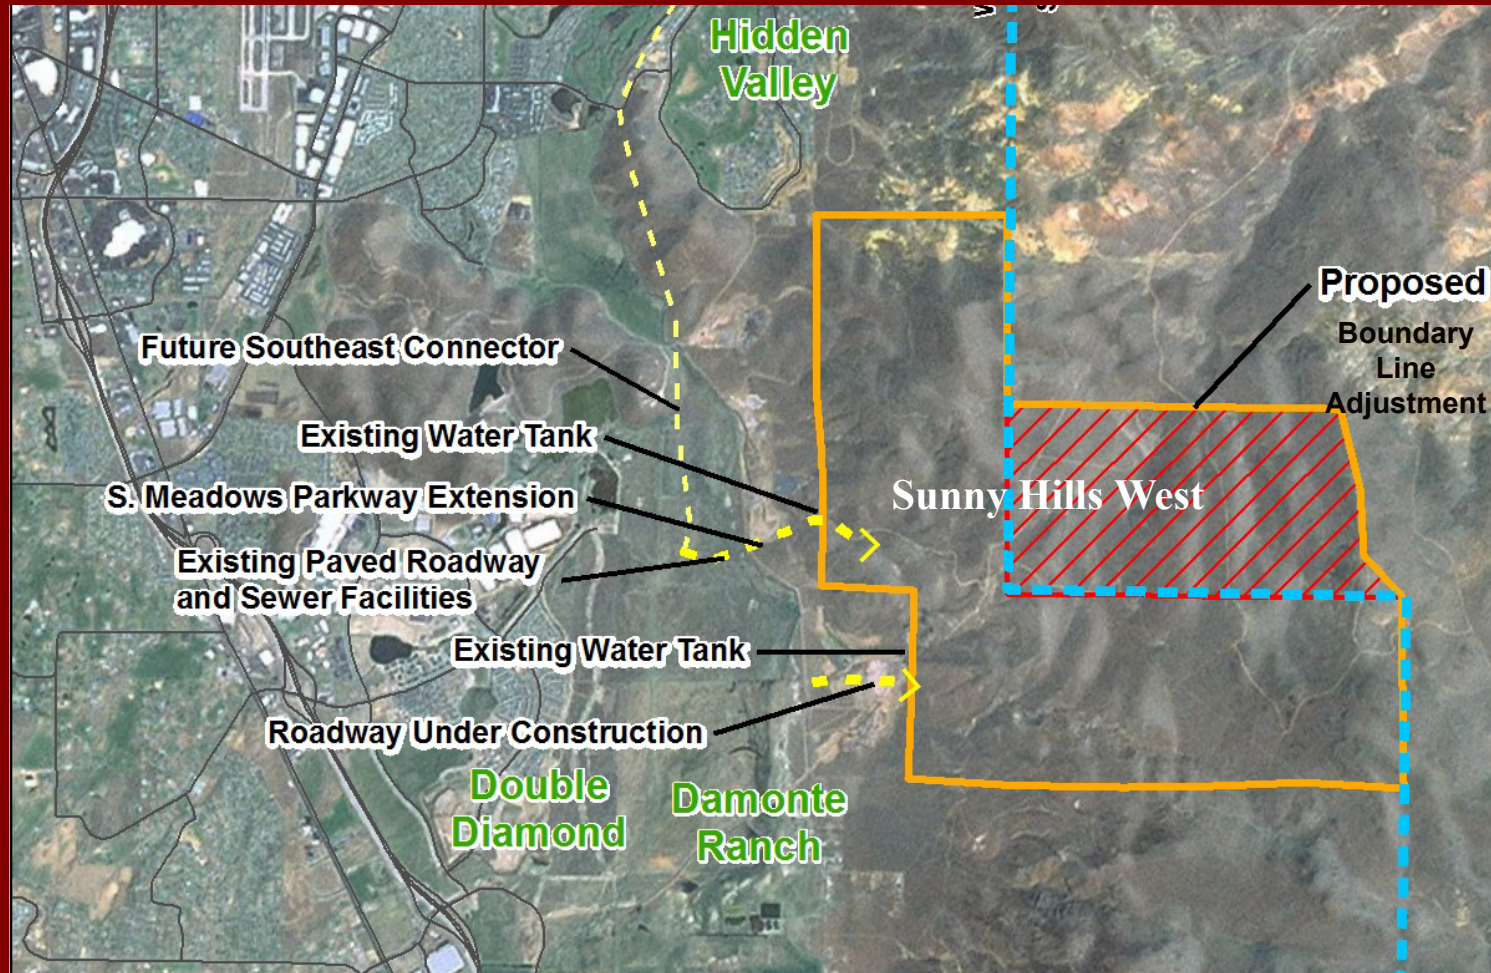 Hidden
Valley
Proposed
Boundary
Line
Adjustment
Future Southeast Connector
Existing Water Tank
S. Meadows Parkway Extension
Sunny Hills West
Existing Paved Roadway
and Sewer Facilities
Existing Water Tank
Roadway Under Construction
Double
Diamond
Damonte
Ranch